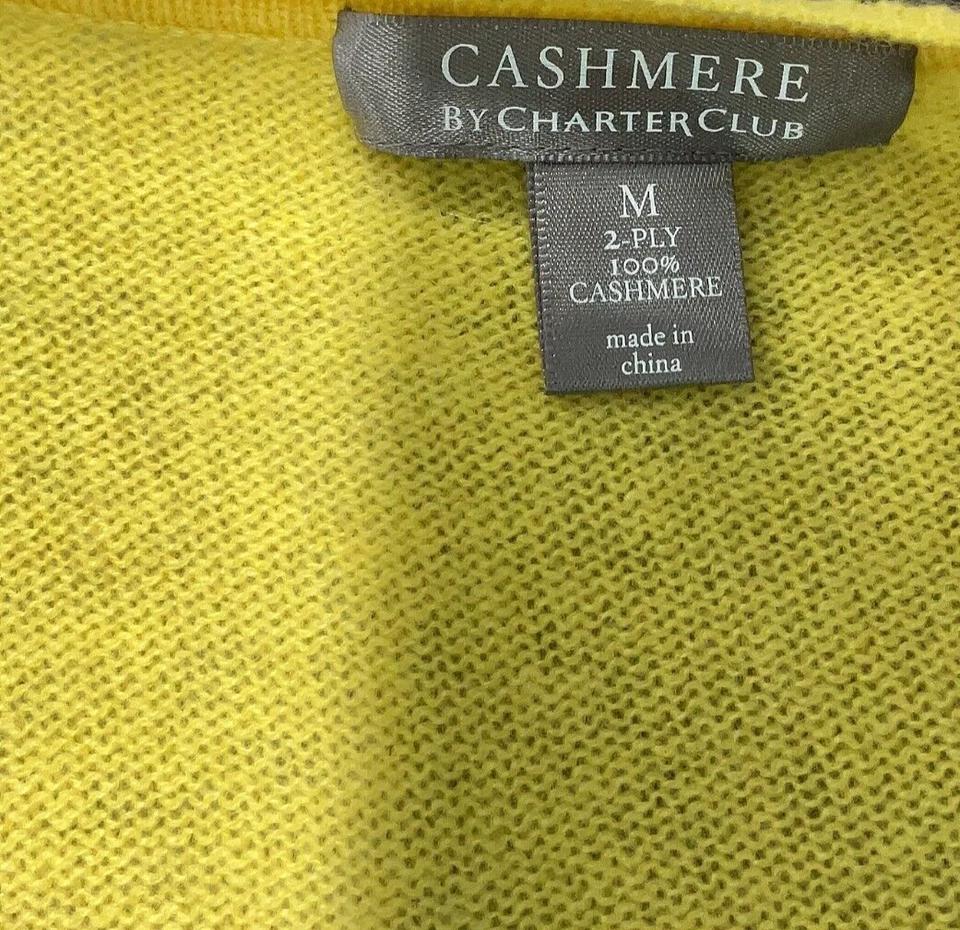 CASHMERE
BY CHARTER CLUB
M
2-PLY
100%
CASHMERE
made in
china